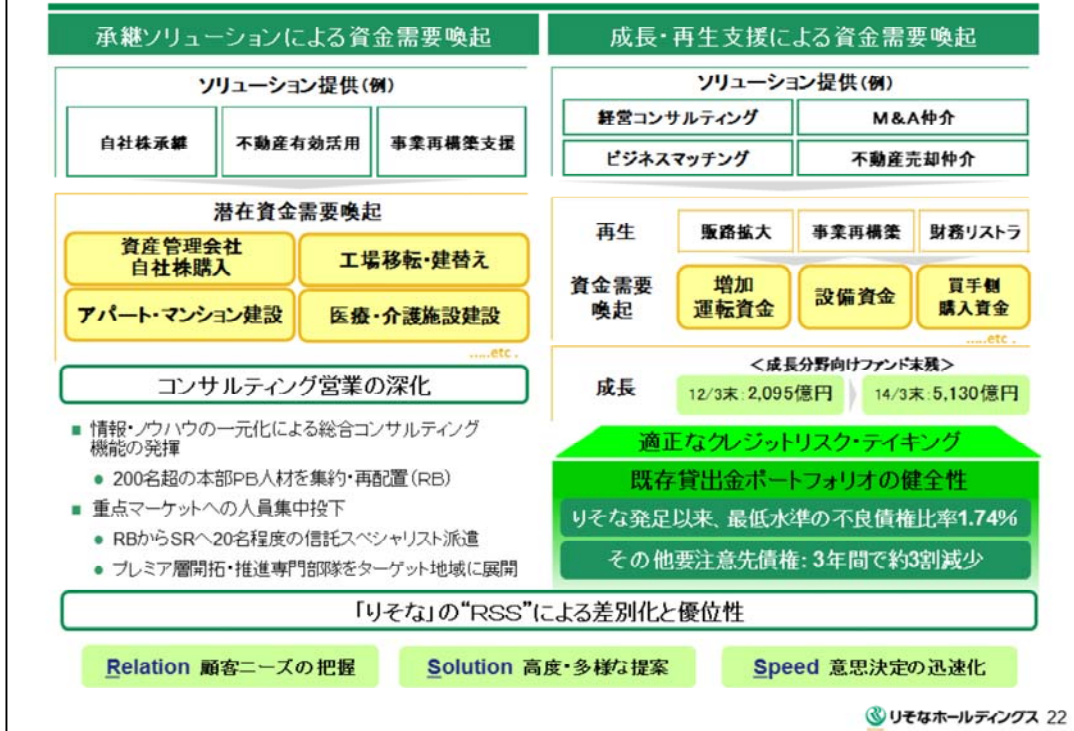 承継ソリューションによる資金需要喚起
ソリューション提供(例)
自社株承継
不動産有効活用
事業再構築支援
潜在資金需要喚起
資産管理会社
自社株購入
工場移転・建替え
アパート・マンション建設
医療・介護施設建設
.....etc .
コンサルティング営業の深化
■ 情報・ノウハウの一元化による総合コンサルティング
機能の発揮
● 200名超の本部PB人材を集約・再配置(RB)
■ 重点マーケットへの人員集中投下
● RBからSRへ20名程度の信託スペシャリスト派遣
● プレミア層開拓・推進専門部隊をターゲット地域に展開
成長・再生支援による資金需要喚起
ソリューション提供(例)
経営コンサルティング
M&A仲介
ビジネスマッチング
不動産売却仲介
再生
販路拡大
事業再構築
財務リストラ
資金需要
喚起
増加
運転資金
設備資金
買手側
購入資金
.....etc .
<成長分野向けファンド末残>
成長
12/3末:2,095億円
14/3末:5,130億円
適正なクレジットリスク・テイキング
既存貸出金ポートフォリオの健全性
りそな発足以来、最低水準の不良債権比率1.74%
その他要注意先債権:3年間で約3割減少
「りそな」の“RSS”による差別化と優位性
Relation 顧客ニーズの把握
Solution 高度・多様な提案
Speed 意思決定の迅速化
りそなホールディングス 22